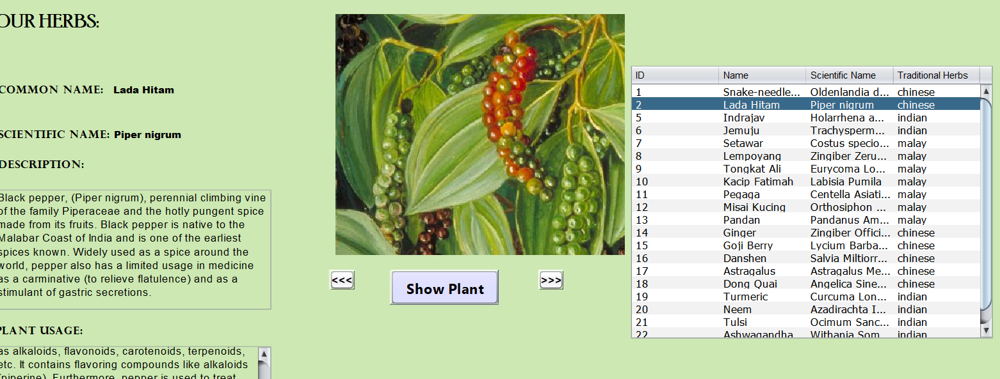 OUR HERBS:
COMMON NAME: Lada Hitam
SCIENTIFIC NAME: Piper nigrum
DESCRIPTION:
Black pepper, (Piper nigrum), perennial climbing vine
of the family Piperaceae and the hotly pungent spice
made from its fruits. Black pepper is native to the
Malabar Coast of India and is one of the earliest
spices known. Widely used as a spice around the
world, pepper also has a limited usage in medicine
as a carminative (to relieve flatulence) and as a
stimulant of gastric secretions.
PLANT USAGE:
as alkaloids, flavonoids, carotenoids, terpenoids,
etc. It contains flavoring compounds like alkaloids
(piperine). Furthermore, pepper is used to treat
<<<
Show Plant
>>>
ID Name Scientific Name Traditional Herbs
1 Snake-needle... Oldenlandia d... chinese
2 Lada Hitam Piper nigrum chinese
5 Indrajav Holarrhena a... indian
6 Jemuju Trachysperm... indian
7 Setawar Costus specio... malay
8 Lempoyang Zingiber Zeru... malay
9 Tongkat Ali Eurycoma Lo... malay
10 Kacip Fatimah Labisia Pumila malay
11 Pegaga Centella Asiati... malay
12 Misai Kucing Orthosiphon ... malay
13 Pandan Pandanus Am... malay
14 Ginger Zingiber Offici... chinese
15 Goji Berry Lycium Barba... chinese
16 Danshen Salvia Miltiorr... chinese
17 Astragalus Astragalus Me... chinese
18 Dong Quai Angelica Sine... chinese
19 Turmeric Curcuma Lon... indian
20 Neem Azadirachta I... indian
21 Tulsi Ocimum Sanc... indian
22 Ashwagandha Withania Som... indian